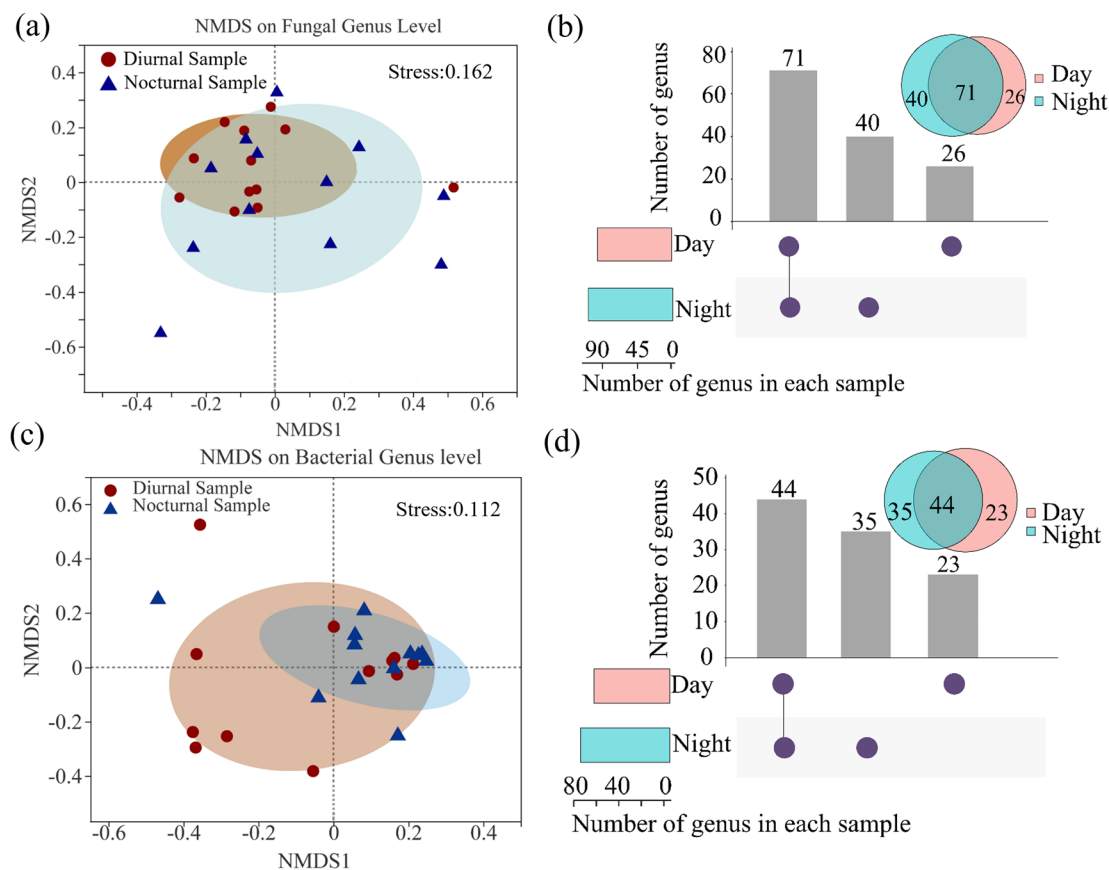 (a)
NMDS on Fungal Genus Level
Diurnal Sample
Nocturnal Sample
Stress:0.162
0.4
0.2
0
-0.2
-0.4
-0.6
NMDS2
-0.4
-0.2
0
0.2
0.4
0.6
NMDS1
(b)
Number of genus
80
60
40
20
0
71
40
26
40
71
26
Day
Night
Day
Night
90
45
0
Number of genus in each sample
(c)
NMDS on Bacterial Genus level
Diurnal Sample
Nocturnal Sample
Stress:0.112
0.6
0.4
0.2
0
-0.2
-0.4
NMDS2
-0.6
-0.4
-0.2
0
0.2
0.4
NMDS1
(d)
Number of genus
50
40
30
20
10
0
44
35
23
35
44
23
Day
Night
Day
Night
80
40
0
Number of genus in each sample